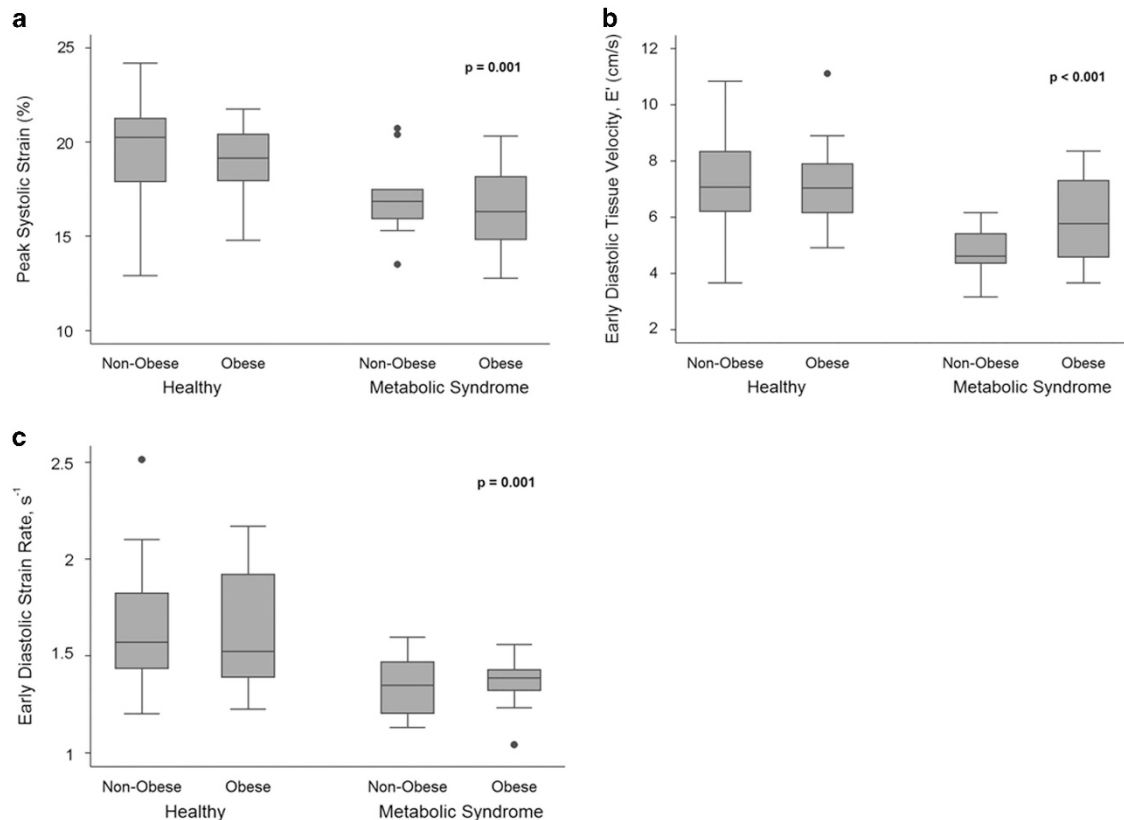 a
Peak Systolic Strain (%)
25
20
15
10
p = 0.001
Non-Obese Obese Non-Obese Obese
Healthy Metabolic Syndrome
b
Early Diastolic Tissue Velocity, E' (cm/s)
12
10
8
6
4
2
p < 0.001
Non-Obese Obese Non-Obese Obese
Healthy Metabolic Syndrome
c
Early Diastolic Strain Rate, s⁻¹
2.5
2
1.5
1
p = 0.001
Non-Obese Obese Non-Obese Obese
Healthy Metabolic Syndrome